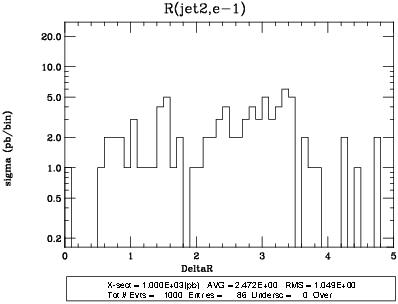 R(jet2,e-1)
sigma (pb/bin)
20.0
10.0
5.0
2.0
1.0
0.5
0.2
0 1 2 3 4 5
DeltaR
X-sect = 1.000E+03(pb) AVG = 2.472E+00 RMS = 1.049E+00
Tot # Evts = 1000 Entries = 86 Undersc = 0 Over